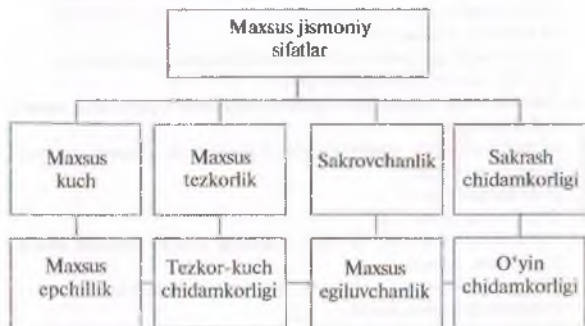 Maxsus jismoniy
sifatlar
Maxsus
kuch
Maxsus
tezkorlik
Sakrovchanlik
Sakrash
chidamkorligi
Maxsus
epchillik
Tezkor-kuch
chidamkorligi
Maxsus
egiluvchanlik
O‘yin
chidamkorligi